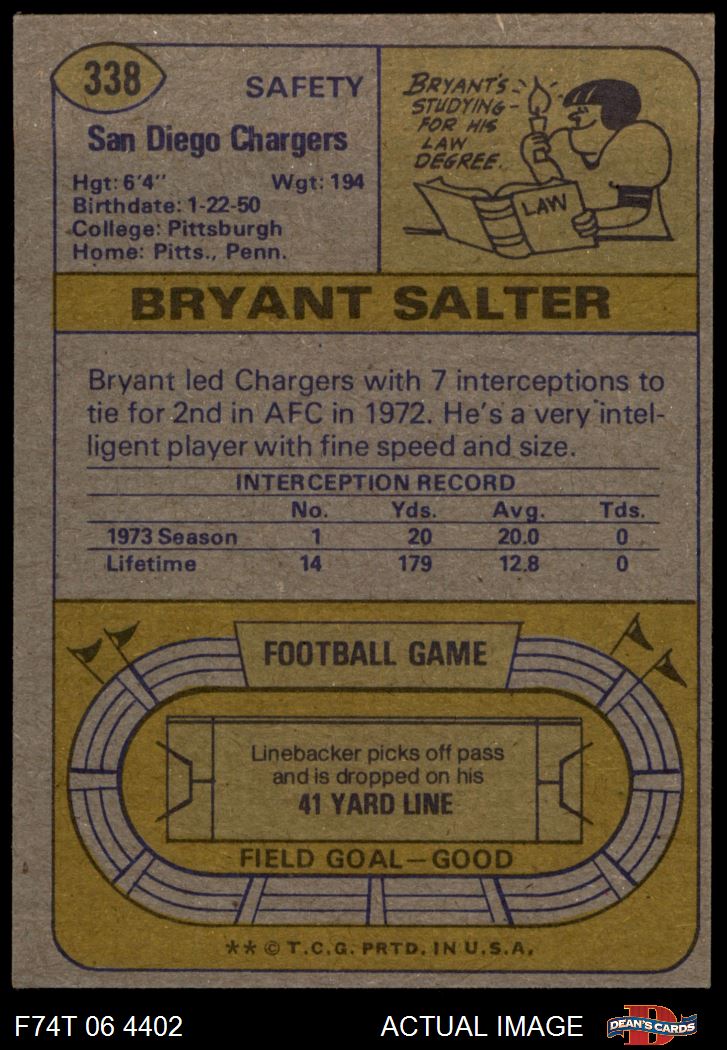 338
SAFETY
San Diego Chargers
Hgt: 6'4" Wgt: 194
Birthdate: 1-22-50
College: Pittsburgh
Home: Pitts., Penn.
BRYANT'S
STUDYING-
FOR HIS
LAW
DEGREE.
LAW
BRYANT SALTER
Bryant led Chargers with 7 interceptions to
tie for 2nd in AFC in 1972. He's a very intel-
ligent player with fine speed and size.
INTERCEPTION RECORD
No. Yds. Avg. Tds.
1973 Season 1 20 20.0 0
Lifetime 14 179 12.8 0
FOOTBALL GAME
Linebacker picks off pass
and is dropped on his
41 YARD LINE
FIELD GOAL—GOOD
** © T.C.G. PRTD. IN U.S.A.
F74T 06 4402 ACTUAL IMAGE DEAN'S CARDS